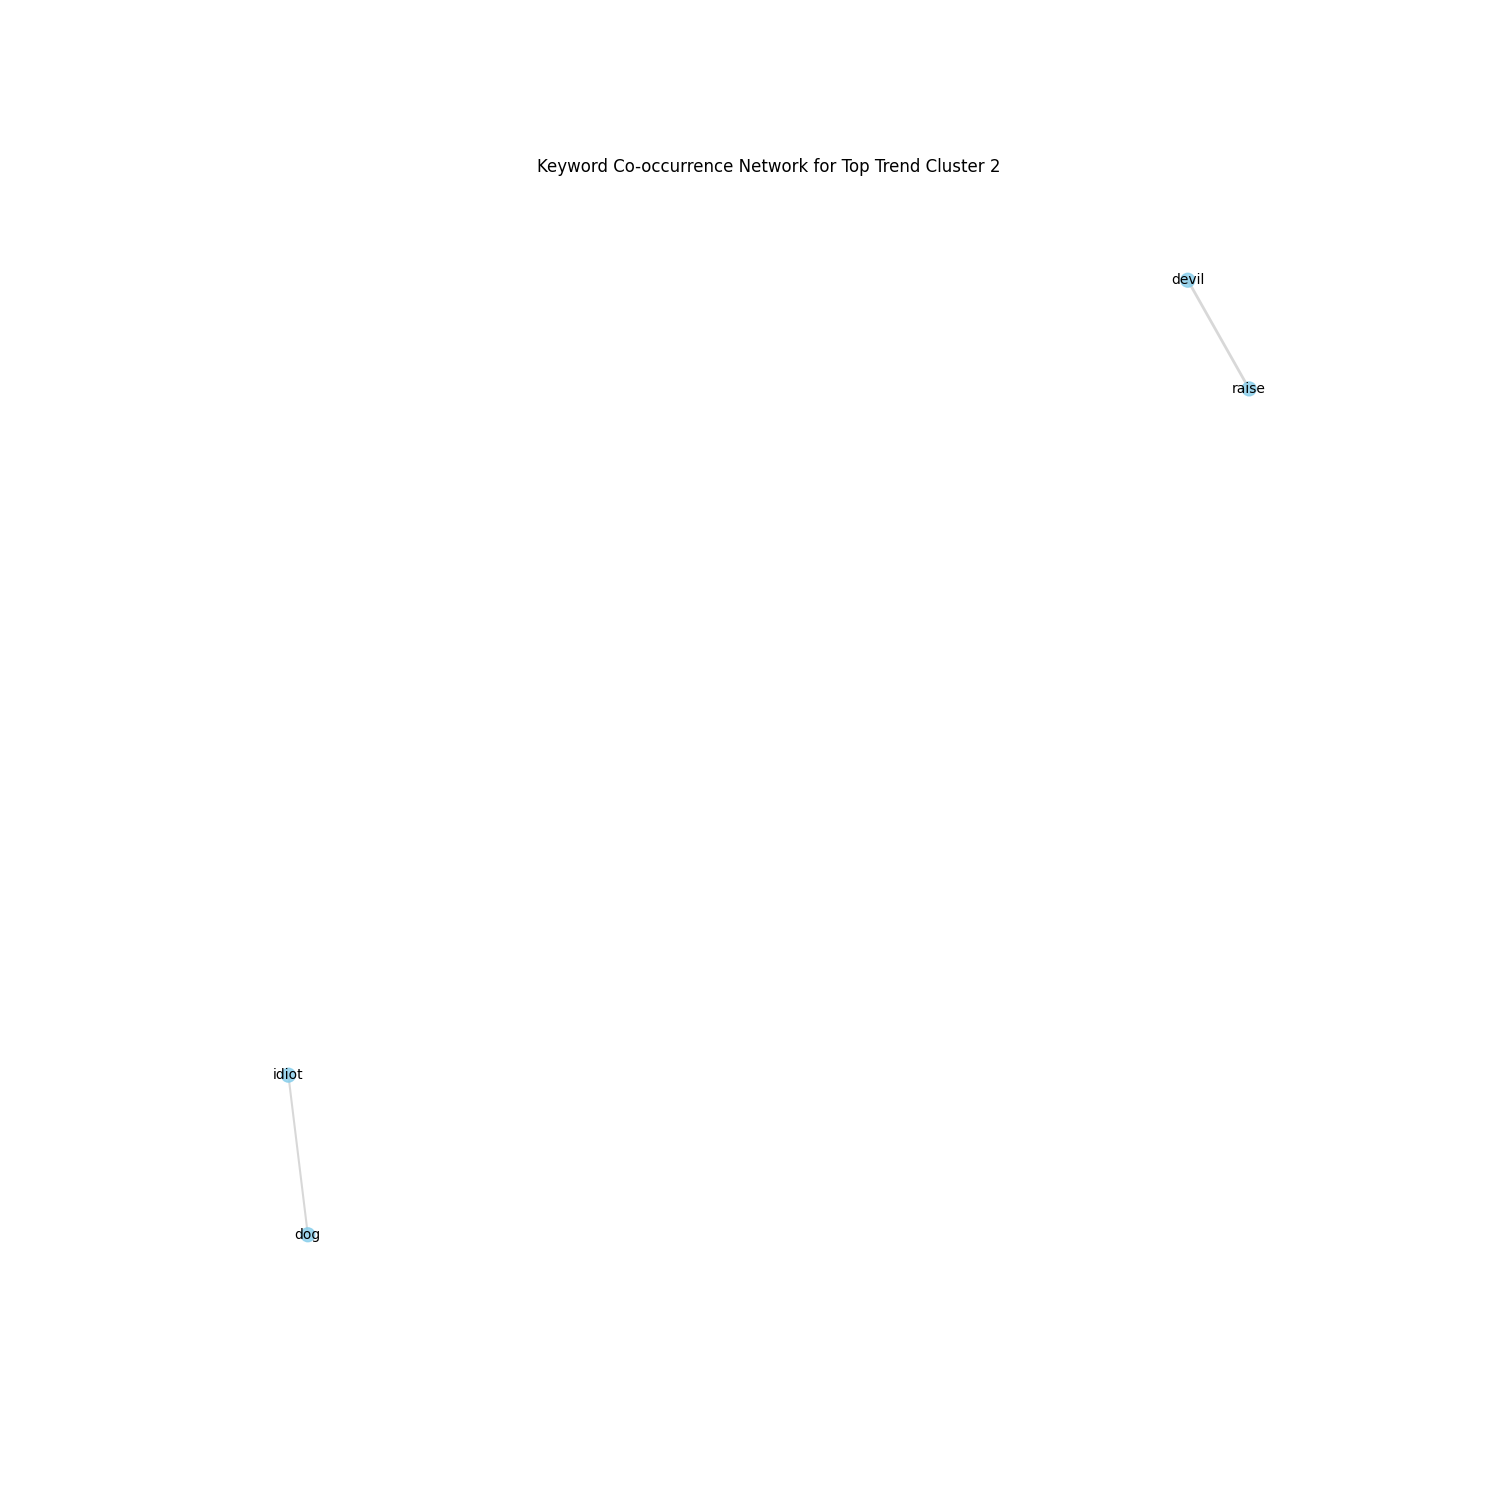 Keyword Co-occurrence Network for Top Trend Cluster 2
devil
raise
idiot
dog